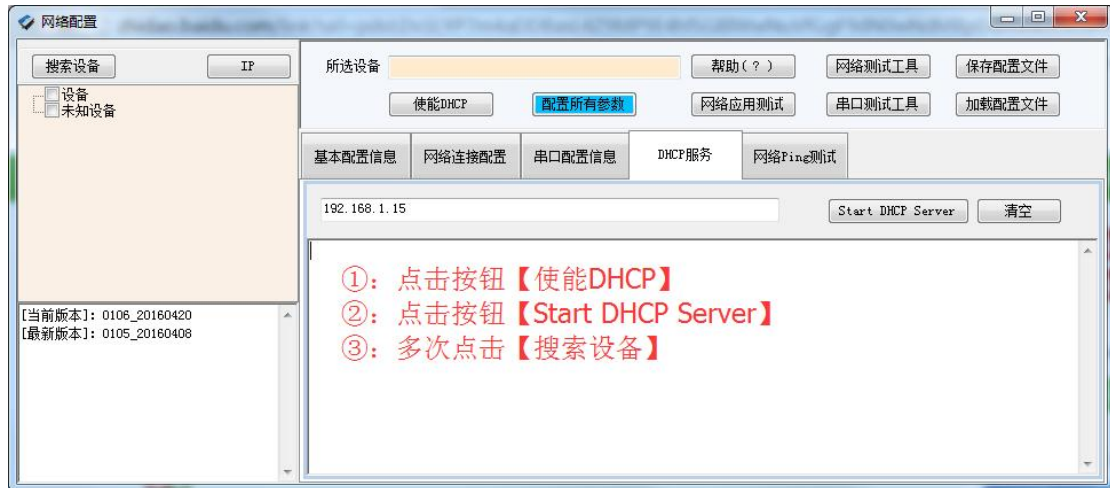 网络配置
搜索设备 IP
设备
未知设备
[当前版本]: 0106_20160420
[最新版本]: 0105_20160408
所选设备 帮助(?) 网络测试工具 保存配置文件
使能DHCP 配置所有参数 网络应用测试 串口测试工具 加载配置文件
基本配置信息 网络连接配置 串口配置信息 DHCP服务 网络Ping测试
192.168.1.15 Start DHCP Server 清空
①：点击按钮【使能DHCP】
②：点击按钮【Start DHCP Server】
③：多次点击【搜索设备】